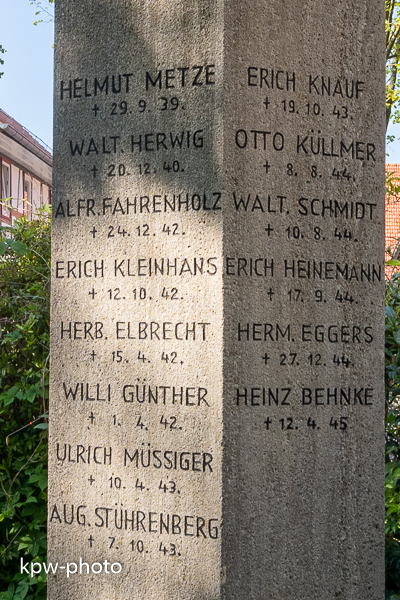 HELMUT METZE
† 29. 9. 39.
WALT. HERWIG
† 20. 12. 40.
ALFR. FAHRENHOLZ
† 24. 12. 42.
ERICH KLEINHANS
† 12. 10. 42.
HERB. ELBRECHT
† 15. 4. 42.
WILLI GÜNTHER
† 1. 4. 42.
ULRICH MÜSSIGER
† 10. 4. 43.
AUG. STÜHRENBERG
† 7. 10. 43.
ERICH KNAUF
† 19. 10. 43.
OTTO KÜLLMER
† 8. 8. 44.
WALT. SCHMIDT.
† 10. 8. 44.
ERICH HEINEMANN
† 17. 9. 44.
HERM. EGGERS
† 27. 12. 44.
HEINZ BEHNKE
† 12. 4. 45
kpw-photo